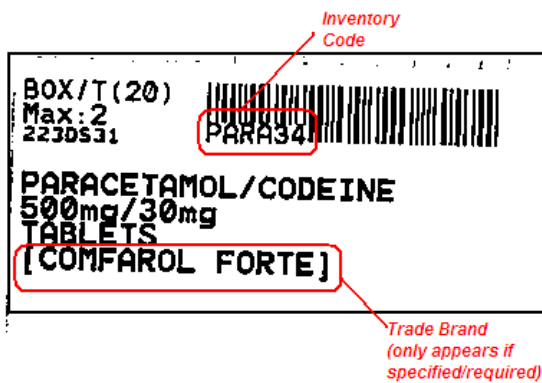 Inventory
Code
BOX/T(20)
Max:2
223DS31
PARA34
PARACETAMOL/CODEINE
500mg/30mg
TABLETS
[COMFAROL FORTE]
Trade Brand
(only appears if
specified/required)